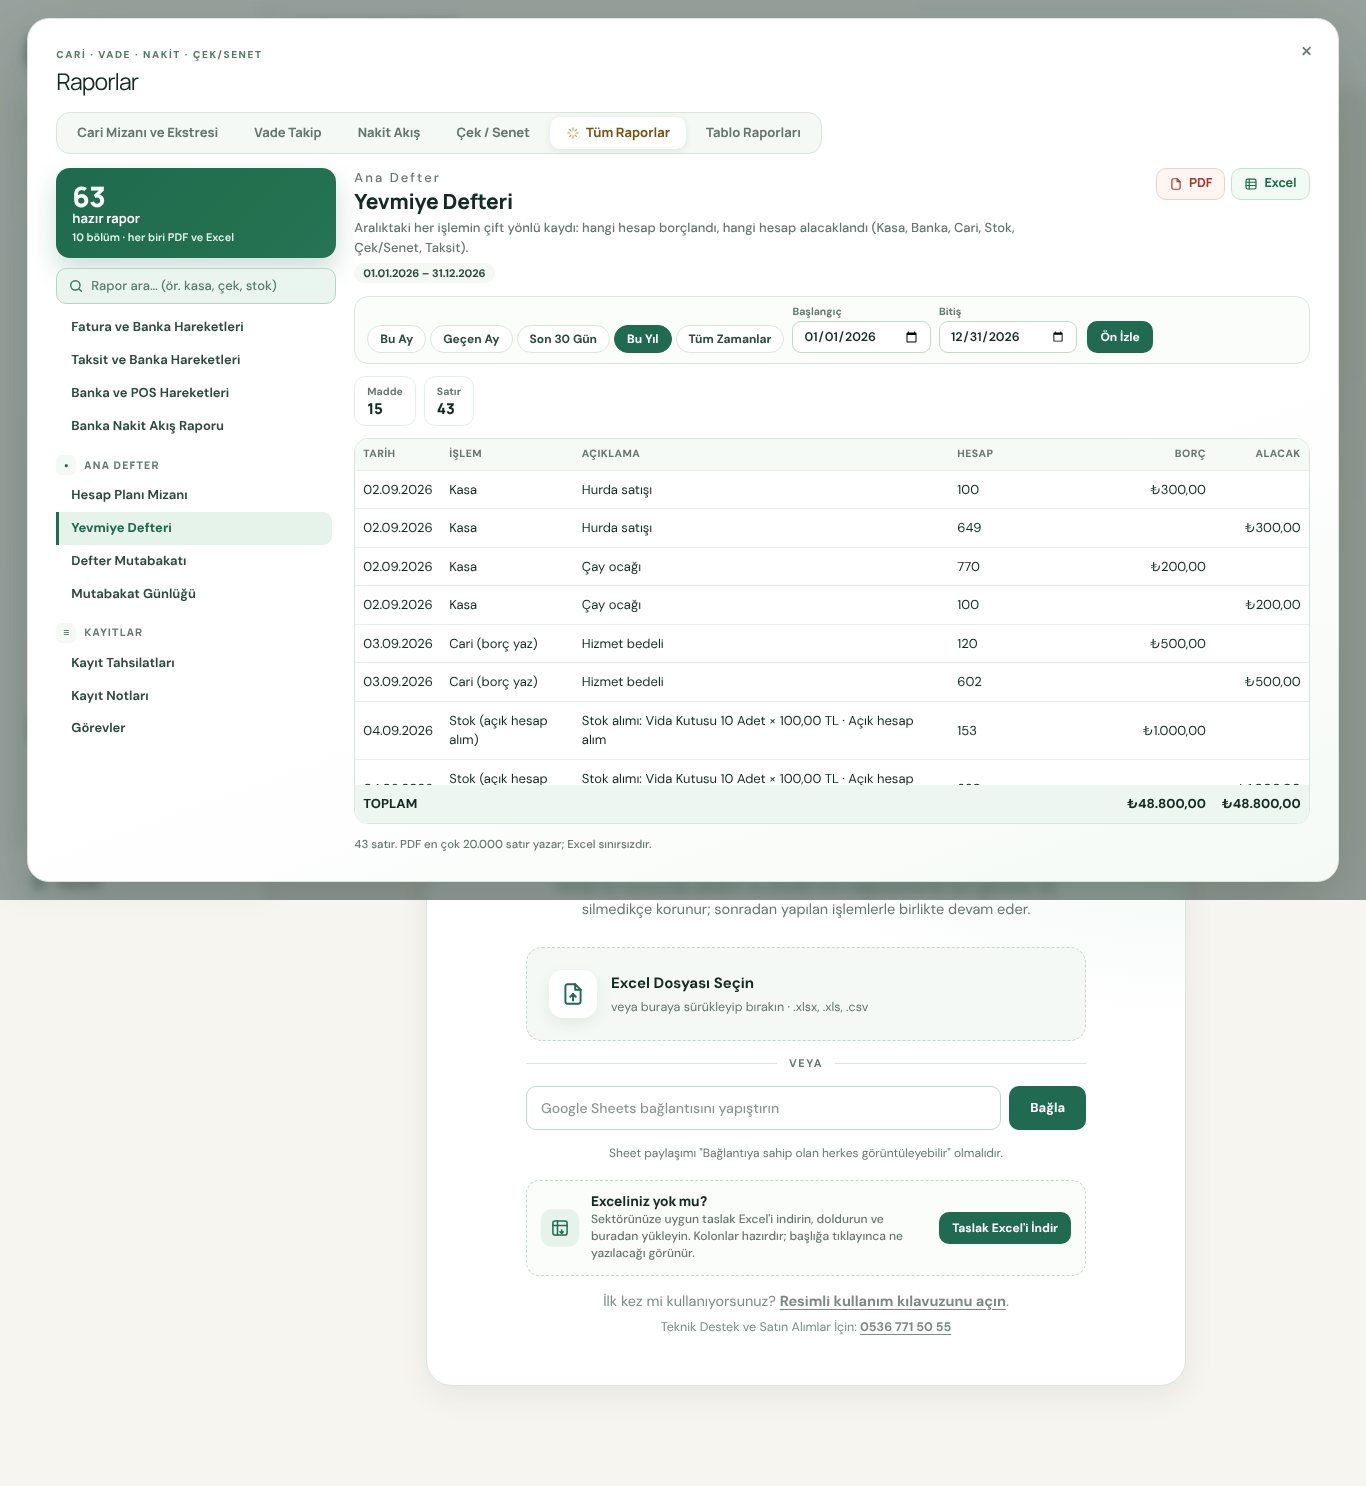 CARİ · VADE · NAKİT · ÇEK/SENET
Raporlar
×
Cari Mizanı ve Ekstresi
Vade Takip
Nakit Akış
Çek / Senet
Tüm Raporlar
Tablo Raporları
63
hazır rapor
10 bölüm · her biri PDF ve Excel
Rapor ara... (ör. kasa, çek, stok)
Fatura ve Banka Hareketleri
Taksit ve Banka Hareketleri
Banka ve POS Hareketleri
Banka Nakit Akış Raporu
ANA DEFTER
Hesap Planı Mizanı
Yevmiye Defteri
Defter Mutabakatı
Mutabakat Günlüğü
KAYITLAR
Kayıt Tahsilatları
Kayıt Notları
Görevler
Ana Defter
Yevmiye Defteri
Aralıktaki her işlemin çift yönlü kaydı: hangi hesap borçlandı, hangi hesap alacaklandı (Kasa, Banka, Cari, Stok,
Çek/Senet, Taksit).
01.01.2026 – 31.12.2026
PDF
Excel
Bu Ay
Geçen Ay
Son 30 Gün
Bu Yıl
Tüm Zamanlar
Başlangıç
01/01/2026
Bitiş
12/31/2026
Ön İzle
Madde
15
Satır
43
TARİH İŞLEM AÇIKLAMA HESAP BORÇ ALACAK
02.09.2026 Kasa Hurda satışı 100 ₺300,00
02.09.2026 Kasa Hurda satışı 649 ₺300,00
02.09.2026 Kasa Çay ocağı 770 ₺200,00
02.09.2026 Kasa Çay ocağı 100 ₺200,00
03.09.2026 Cari (borç yaz) Hizmet bedeli 120 ₺500,00
03.09.2026 Cari (borç yaz) Hizmet bedeli 602 ₺500,00
04.09.2026 Stok (açık hesap alım) Stok alımı: Vida Kutusu 10 Adet × 100,00 TL · Açık hesap alım 153 ₺1.000,00
Stok (açık hesap Stok alımı: Vida Kutusu 10 Adet × 100,00 TL · Açık hesap
TOPLAM ₺48.800,00 ₺48.800,00
43 satır. PDF en çok 20.000 satır yazar; Excel sınırsızdır.
silmedikçe korunur; sonradan yapılan işlemlerle birlikte devam eder.
Excel Dosyası Seçin
veya buraya sürükleyip bırakın · .xlsx, .xls, .csv
VEYA
Google Sheets bağlantısını yapıştırın
Bağla
Sheet paylaşımı "Bağlantıya sahip olan herkes görüntüleyebilir" olmalıdır.
Exceliniz yok mu?
Sektörünüze uygun taslak Excel'i indirin, doldurun ve
buradan yükleyin. Kolonlar hazırdır; başlığa tıklayınca ne
yazılacağı görünür.
Taslak Excel'i İndir
İlk kez mi kullanıyorsunuz? Resimli kullanım kılavuzunu açın.
Teknik Destek ve Satın Alımlar İçin: 0536 771 50 55